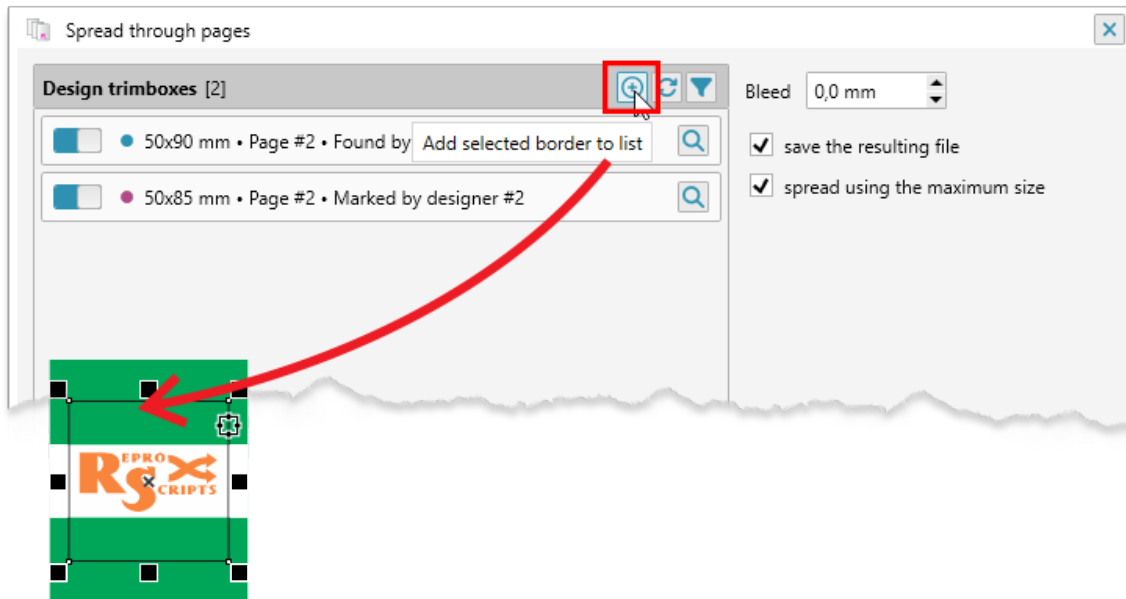 Spread through pages
Design trimboxes [2]
Bleed 0,0 mm
50x90 mm • Page #2 • Found by
Add selected border to list
save the resulting file
50x85 mm • Page #2 • Marked by designer #2
spread using the maximum size
REPRO
SCRIPTS